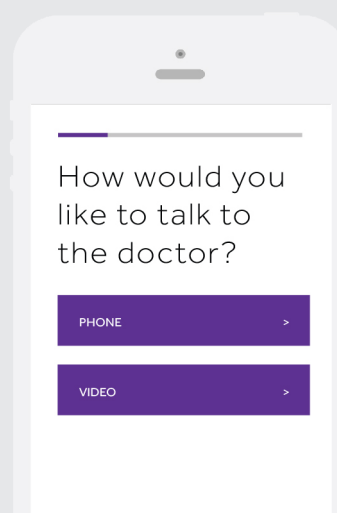 How would you
like to talk to
the doctor?
PHONE >
VIDEO >